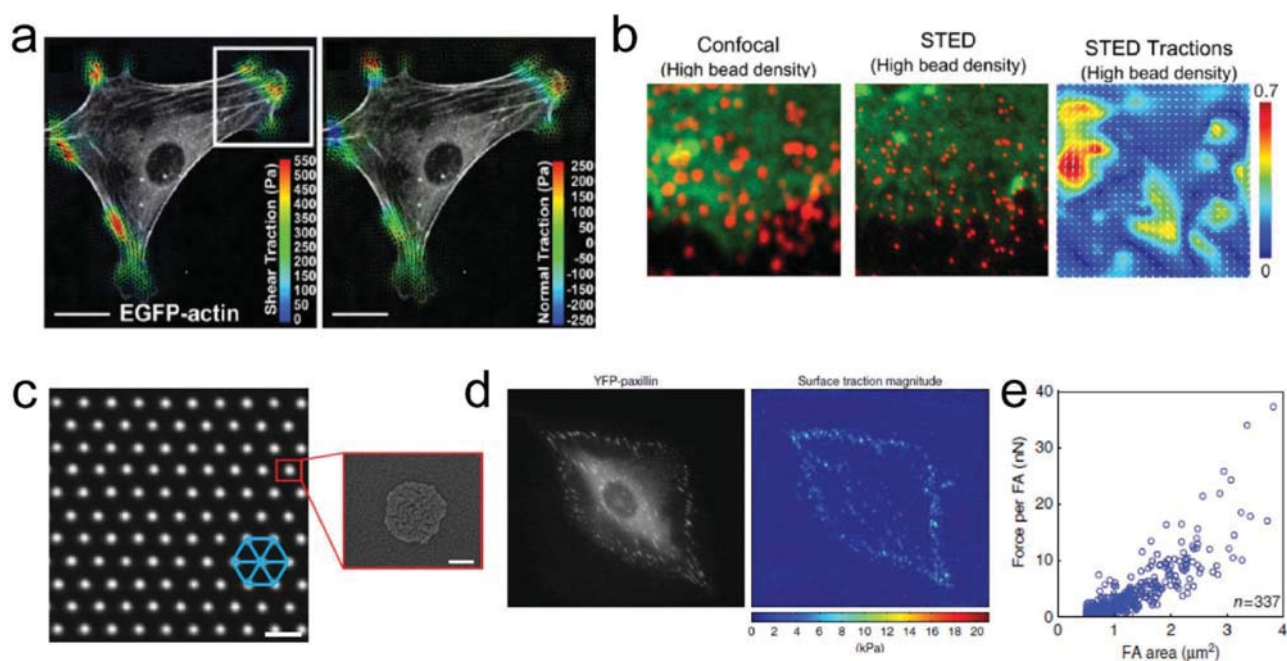 a
EGFP-actin
Shear Traction (Pa)
550
500
450
400
350
300
250
200
150
100
50
0
Normal Traction (Pa)
250
200
150
100
50
0
-50
-100
-150
-200
-250
b
Confocal
(High bead density)
STED
(High bead density)
STED Tractions
(High bead density)
0.7
0
c
d
YFP-paxillin
Surface traction magnitude
0 2 4 6 8 10 12 14 16 18 20
(kPa)
e
Force per FA (nN)
40
30
20
10
0
n=337
0 1 2 3 4
FA area (μm²)